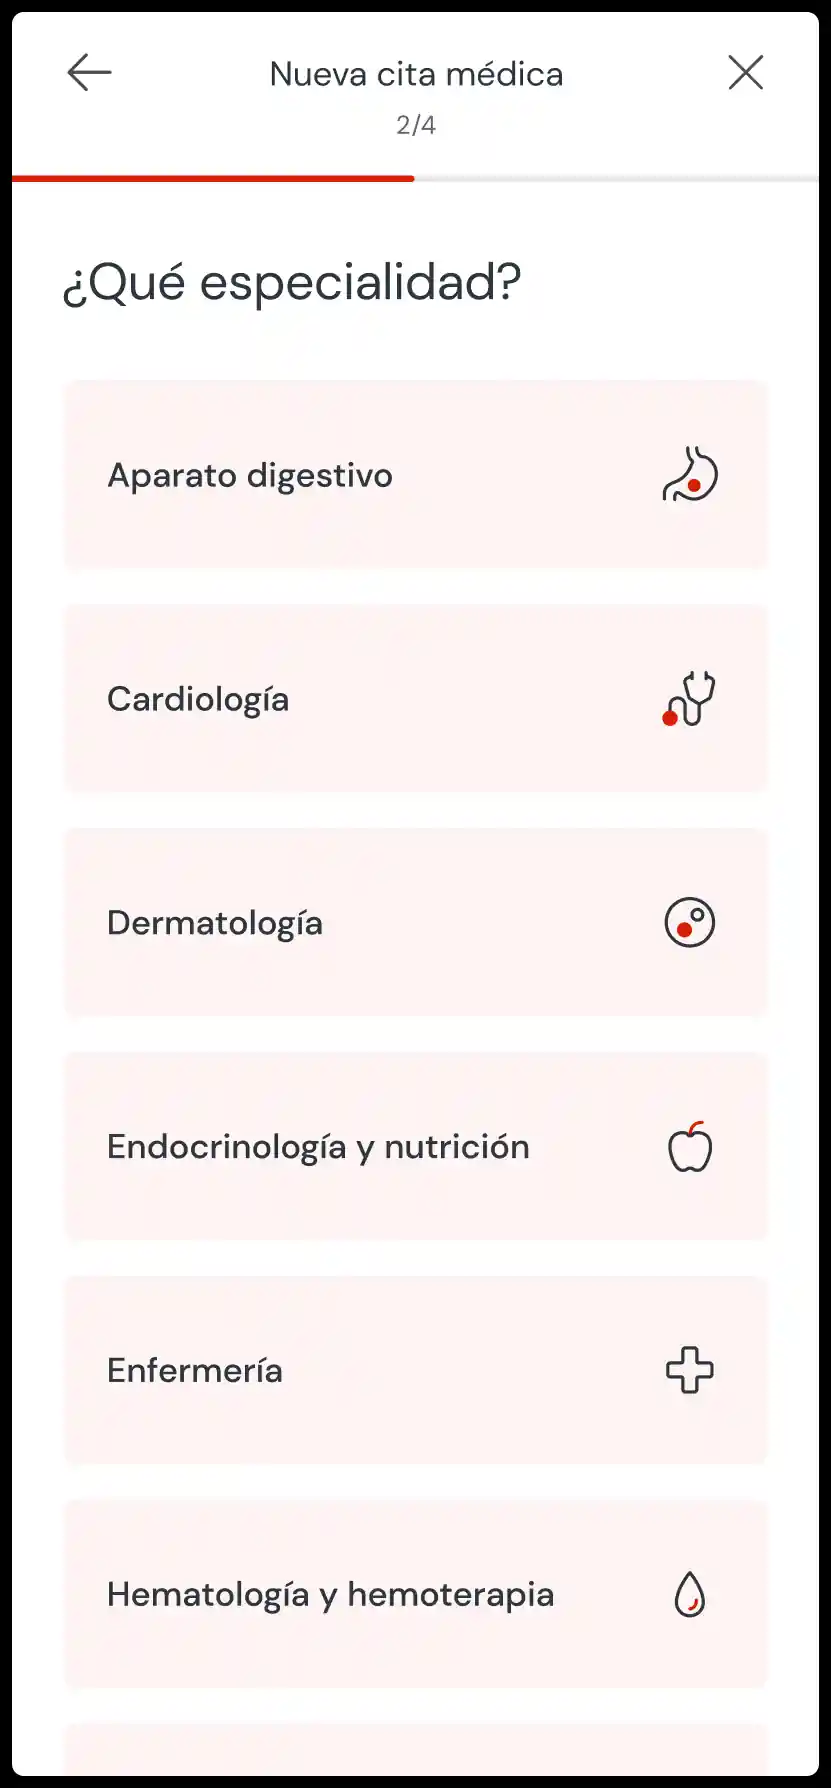 Nueva cita médica
2/4
¿Qué especialidad?
Aparato digestivo
Cardiología
Dermatología
Endocrinología y nutrición
Enfermería
Hematología y hemoterapia